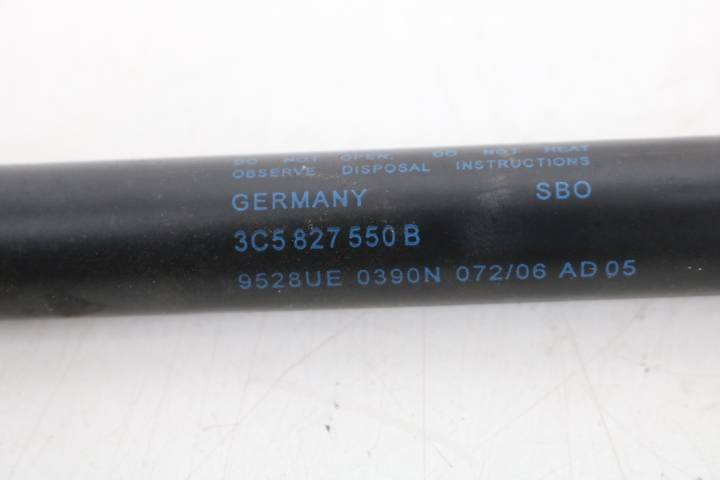 DO NOT OPEN. DO NOT HEAT
OBSERVE DISPOSAL INSTRUCTIONS
GERMANY SBO
3C5 827 550 B
9528UE 0390N 072/06 AD 05